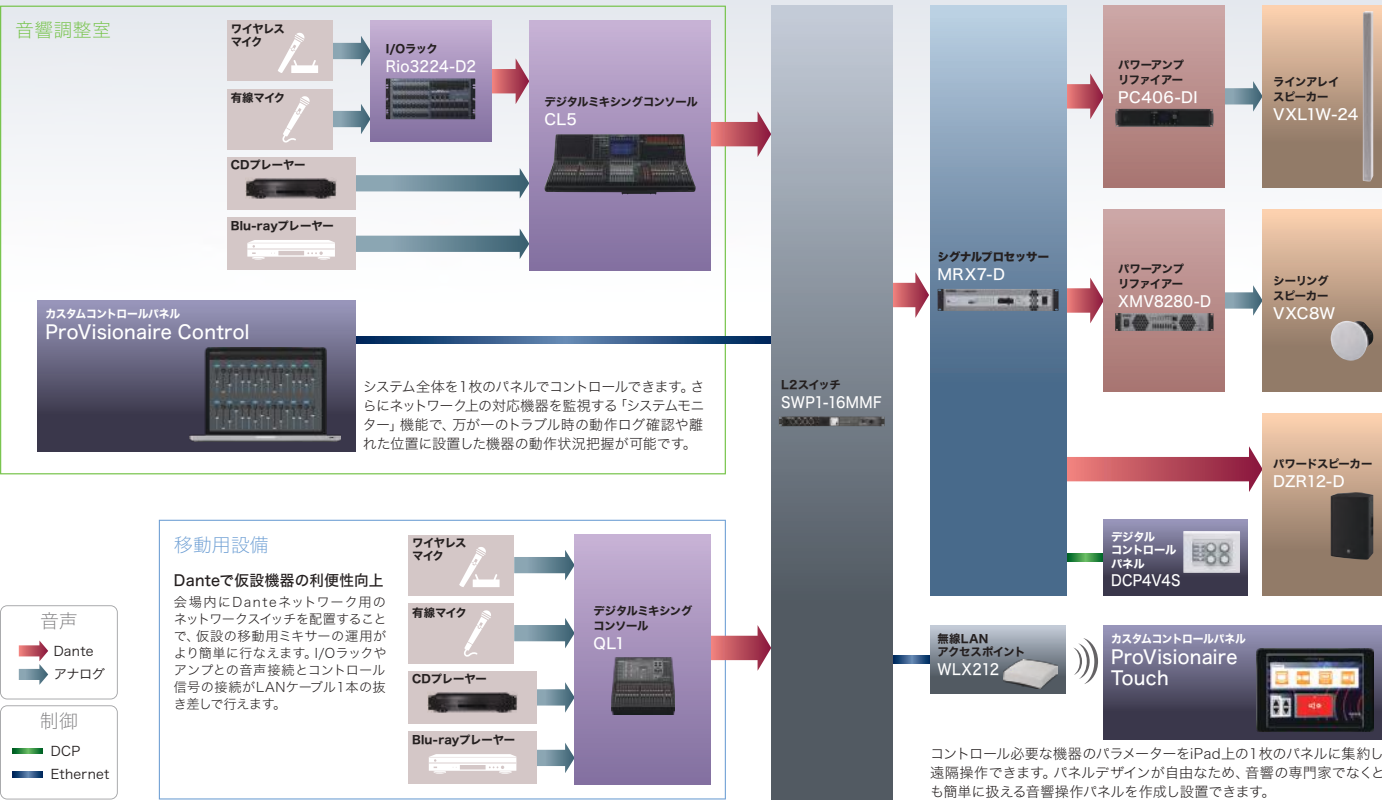 音響調整室
ワイヤレス
マイク
有線マイク
CDプレーヤー
Blu-rayプレーヤー
I/Oラック
Rio3224-D2
デジタルミキシングコンソール
CL5
カスタムコントロールパネル
ProVisionaire Control
システム全体を1枚のパネルでコントロールできます。さ
らにネットワーク上の対応機器を監視する「システムモニ
ター」機能で、万が一のトラブル時の動作ログ確認や離
れた位置に設置した機器の動作状況把握が可能です。
移動用設備
Danteで仮設機器の利便性向上
会場内にDanteネットワーク用の
ネットワークスイッチを配置すること
で、仮設の移動用ミキサーの運用が
より簡単に行なえます。I/Oラックや
アンプとの音声接続とコントロール
信号の接続がLANケーブル1本の抜
き差しで行えます。
ワイヤレス
マイク
有線マイク
CDプレーヤー
Blu-rayプレーヤー
デジタルミキシング
コンソール
QL1
音声
Dante
アナログ
制御
DCP
Ethernet
L2スイッチ
SWP1-16MMF
シグナルプロセッサー
MRX7-D
パワーアンプ
リファイアー
PC406-DI
ラインアレイ
スピーカー
VXL1W-24
パワーアンプ
リファイアー
XMV8280-D
シーリング
スピーカー
VXC8W
パワードスピーカー
DZR12-D
デジタル
コントロール
パネル
DCP4V4S
無線LAN
アクセスポイント
WLX212
カスタムコントロールパネル
ProVisionaire
Touch
コントロール必要な機器のパラメーターをiPad上の1枚のパネルに集約し
遠隔操作できます。パネルデザインが自由なため、音響の専門家でなくと
も簡単に扱える音響操作パネルを作成し設置できます。